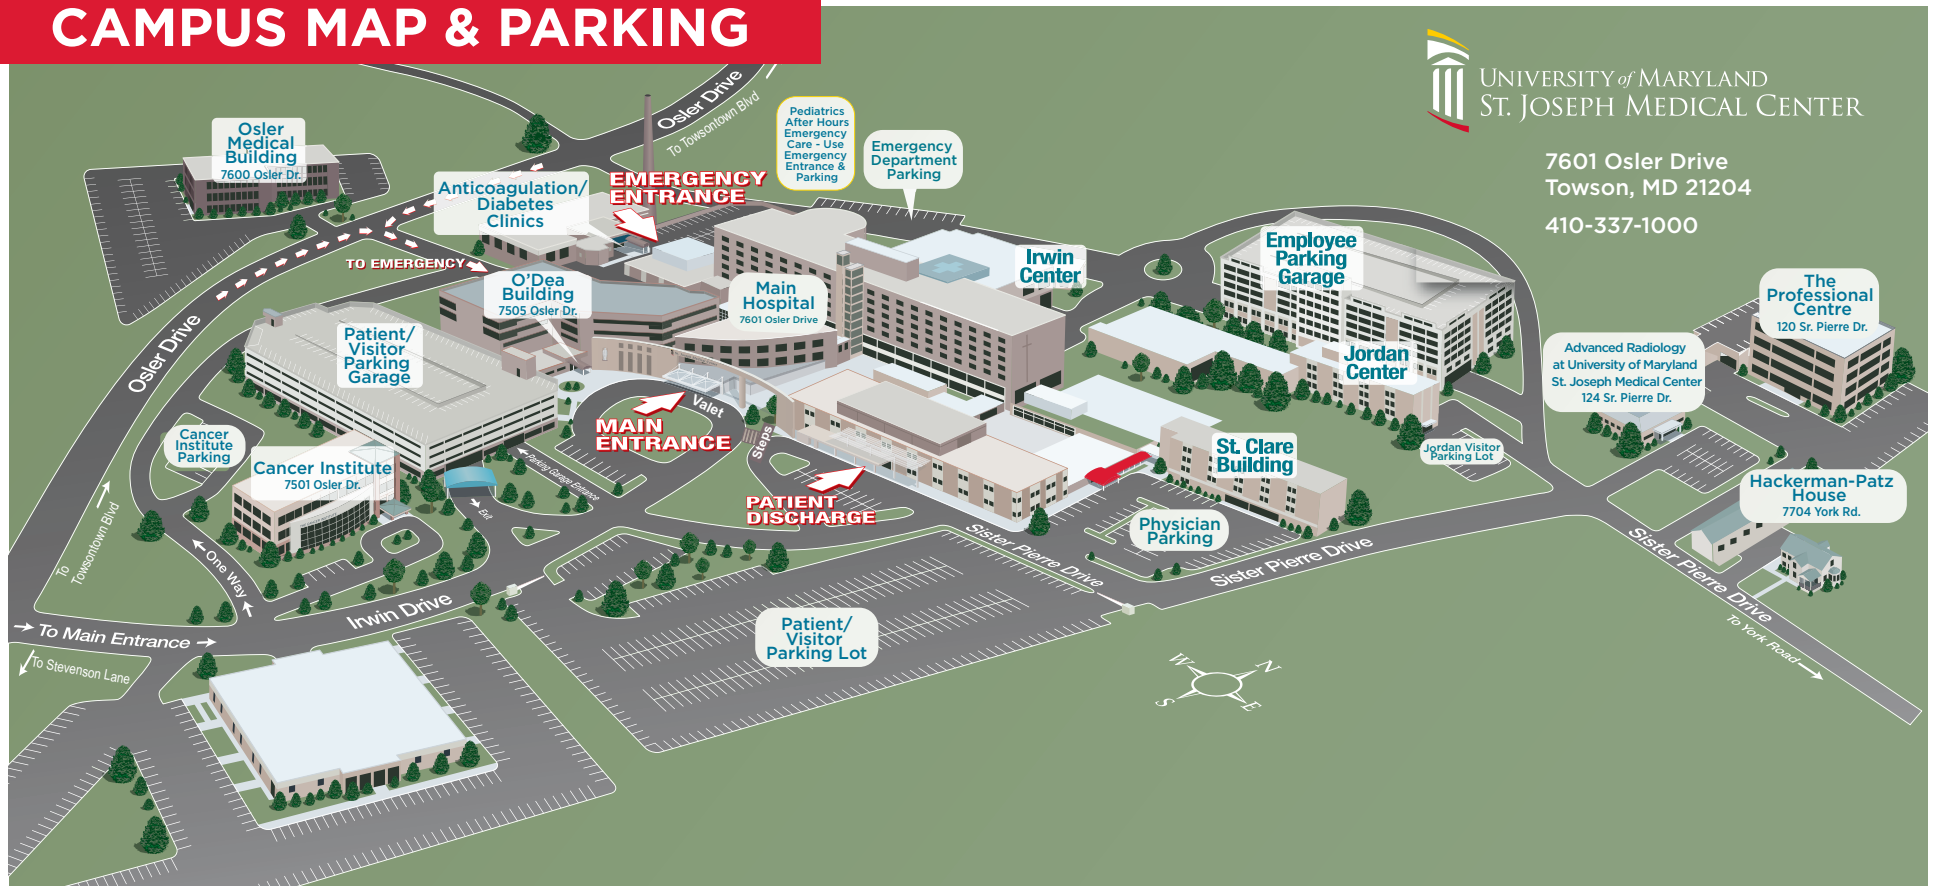 CAMPUS MAP & PARKING
UNIVERSITY of MARYLAND
ST. JOSEPH MEDICAL CENTER
7601 Osler Drive
Towson, MD 21204
410-337-1000
Osler Drive
To Towsontown Blvd
Pediatrics
After Hours
Emergency
Care - Use
Emergency
Entrance &
Parking
Emergency
Department
Parking
Osler
Medical
Building
7600 Osler Dr.
Anticoagulation/
Diabetes
Clinics
EMERGENCY
ENTRANCE
TO EMERGENCY
O'Dea
Building
7505 Osler Dr.
Main
Hospital
7601 Osler Drive
Irwin
Center
Employee
Parking
Garage
The
Professional
Centre
120 Sr. Pierre Dr.
Osler Drive
Patient/
Visitor
Parking
Garage
Jordan
Center
Advanced Radiology
at University of Maryland
St. Joseph Medical Center
124 Sr. Pierre Dr.
Valet
MAIN
ENTRANCE
Steps
Cancer
Institute
Parking
Cancer Institute
7501 Osler Dr.
Parking Garage Entrance
Exit
St. Clare
Building
Jordan Visitor
Parking Lot
Hackerman-Patz
House
7704 York Rd.
PATIENT
DISCHARGE
Physician
Parking
To
Towsontown Blvd
One Way
Sister Pierre Drive
Sister Pierre Drive
Sister Pierre Drive
To York Road
Irwin Drive
To Main Entrance
To Stevenson Lane
Patient/
Visitor
Parking Lot
W
N
S
E